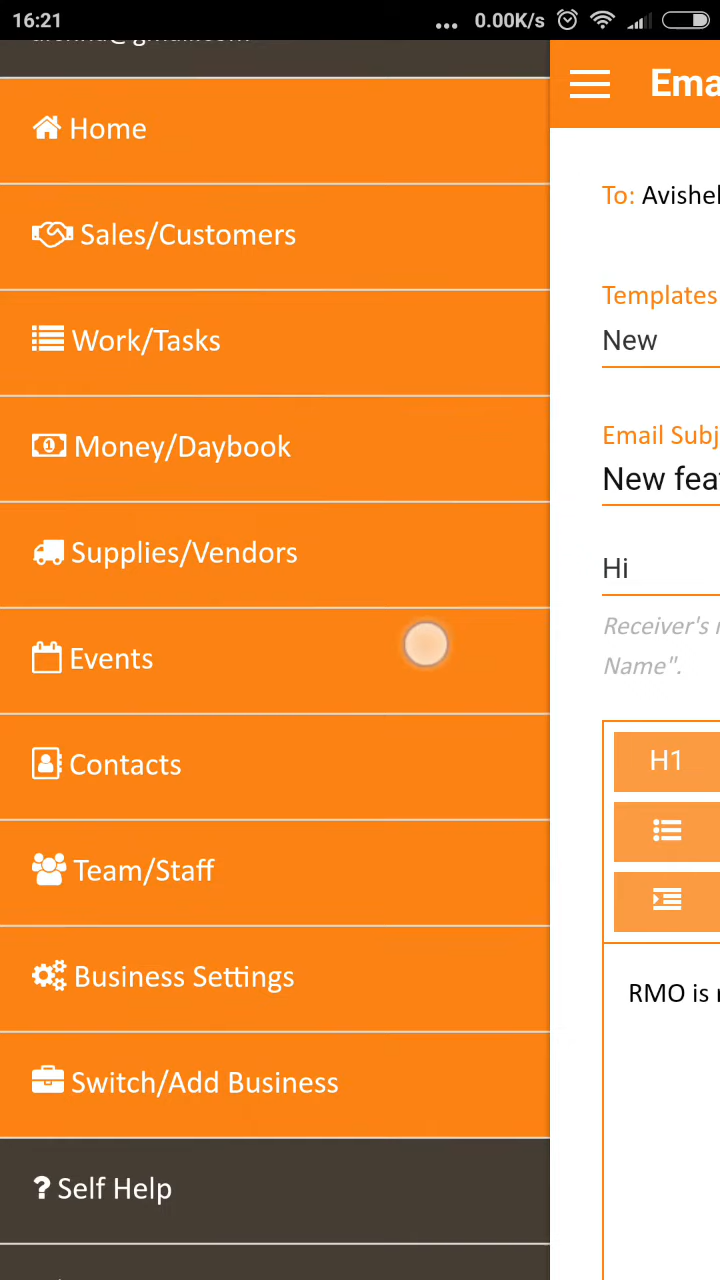 16:21
... 0.00K/s
Home
Sales/Customers
Work/Tasks
Money/Daybook
Supplies/Vendors
Events
Contacts
Team/Staff
Business Settings
Switch/Add Business
? Self Help
Ema
To: Avishe
Templates
New
Email Subj
New fea
Hi
Receiver's
Name".
H1
RMO is